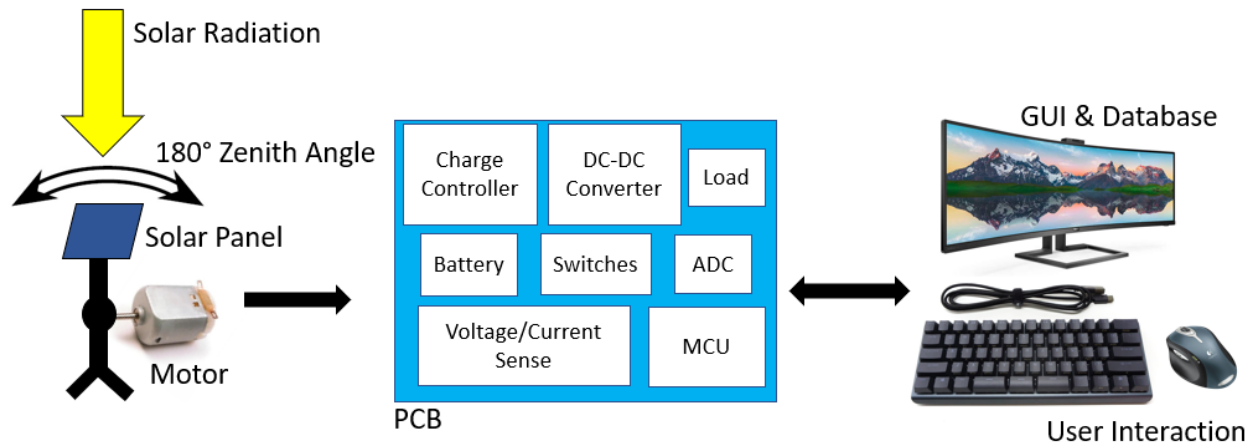 Solar Radiation
180° Zenith Angle
Solar Panel
Motor
Charge
Controller
DC-DC
Converter
Load
Battery
Switches
ADC
Voltage/Current
Sense
MCU
PCB
GUI & Database
User Interaction